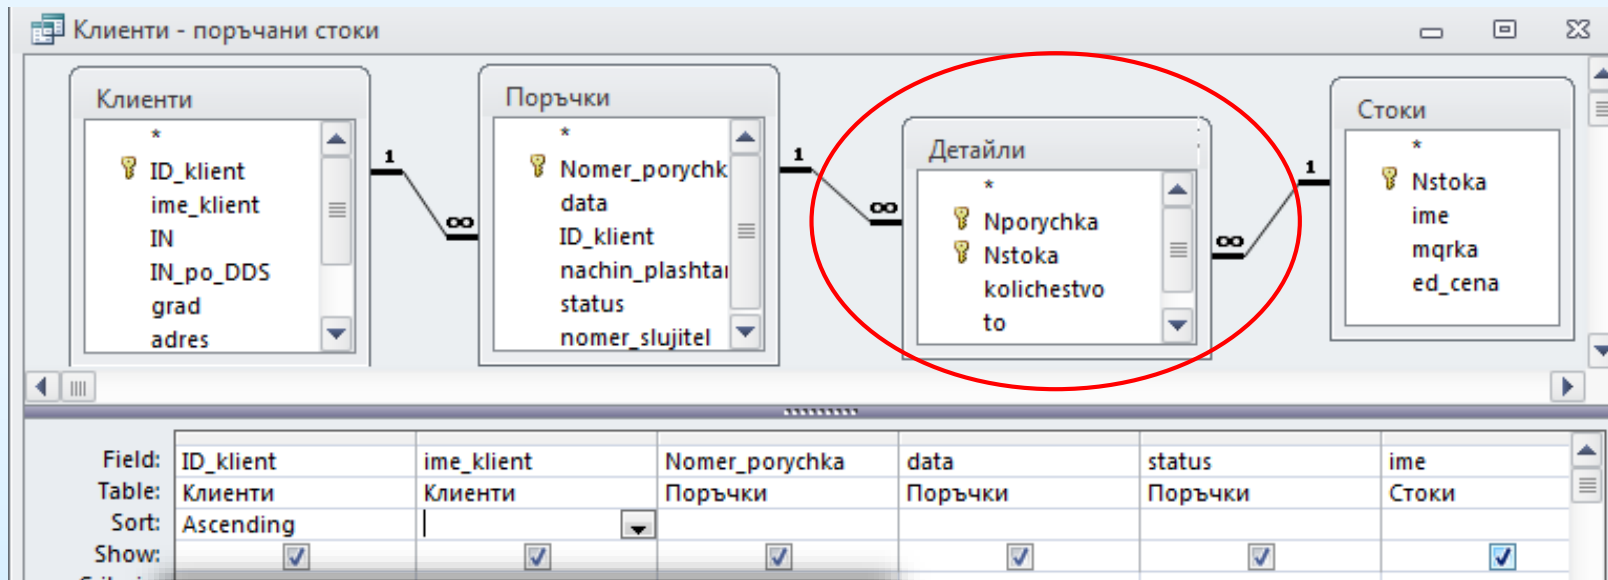 Клиенти - поръчани стоки
Клиенти
*
ID_klient
ime_klient
IN
IN_po_DDS
grad
adres
1
∞
Поръчки
*
Nomer_porychk
data
ID_klient
nachin_plashtai
status
nomer_slujitel
1
∞
Детайли
*
Nporychka
Nstoka
kolichestvo
to
1
∞
Стоки
*
Nstoka
ime
mqrka
ed_cena
Field: ID_klient ime_klient Nomer_porychka data status ime
Table: Клиенти Клиенти Поръчки Поръчки Поръчки Стоки
Sort: Ascending
Show: